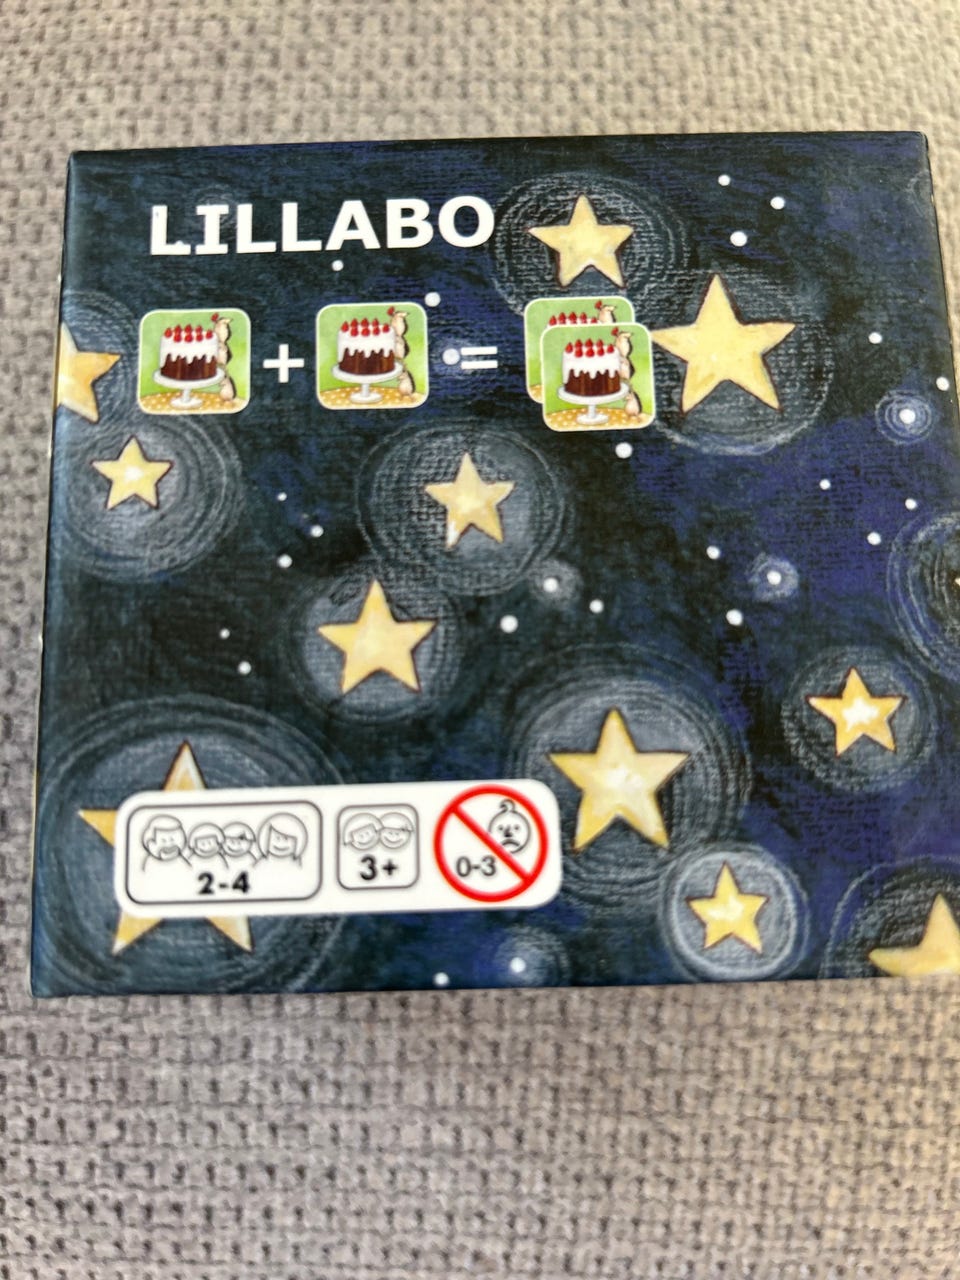 LILLABO
+ =
2-4
3+
0-3